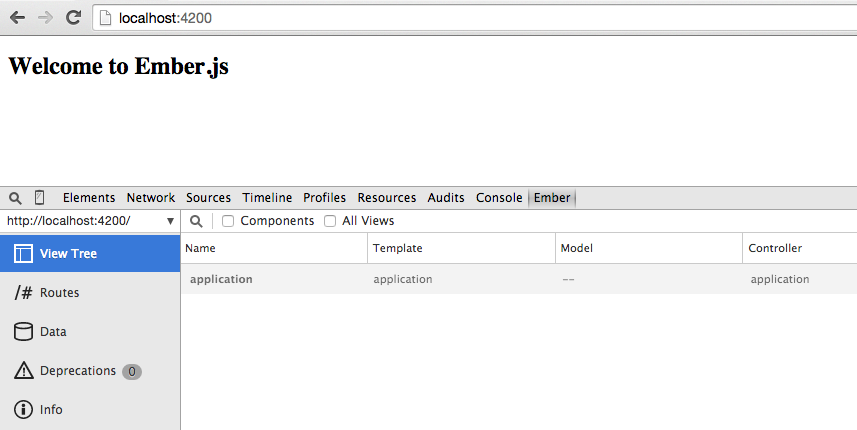 localhost:4200
Welcome to Ember.js
Elements Network Sources Timeline Profiles Resources Audits Console Ember
http://localhost:4200/ ▼ Components All Views
View Tree Name Template Model Controller
application application -- application
/# Routes
Data
Deprecations 0
Info